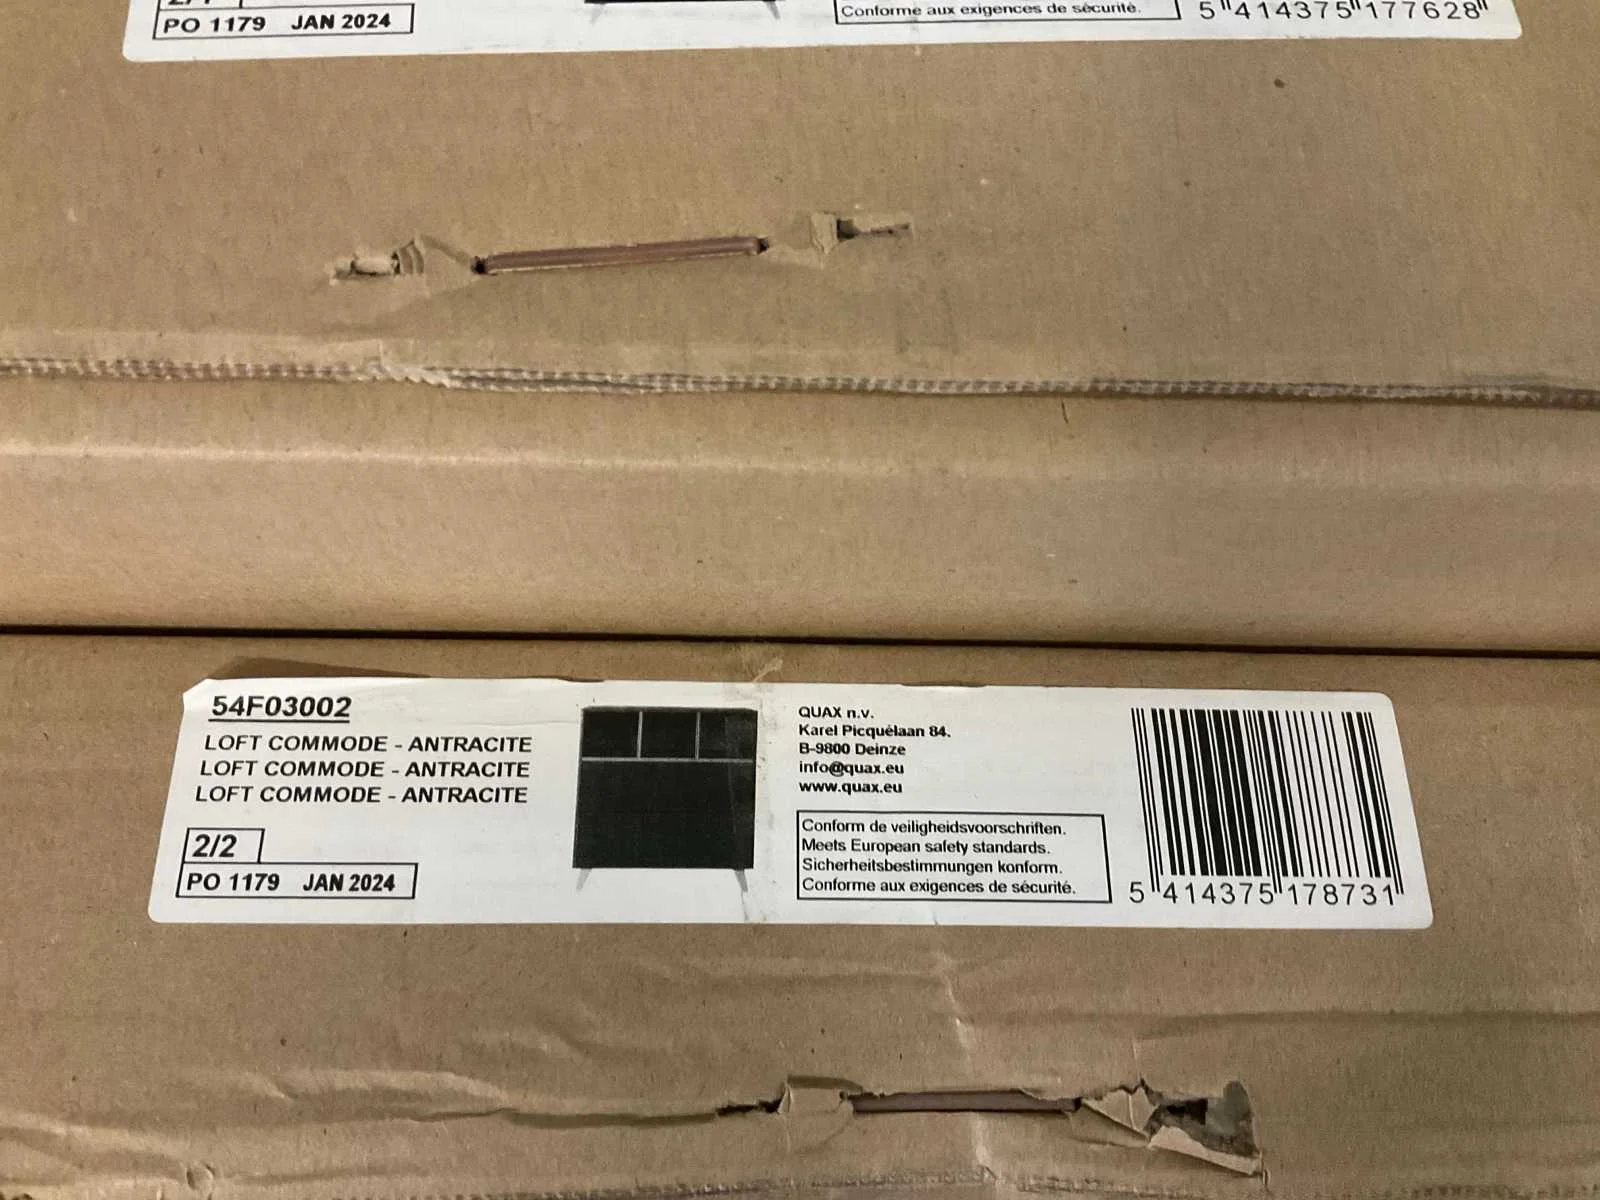 PO 1179 JAN 2024
Conforme aux exigences de sécurité.
5 414375 177628
54F03002
LOFT COMMODE - ANTRACITE
LOFT COMMODE - ANTRACITE
LOFT COMMODE - ANTRACITE
2/2
PO 1179 JAN 2024
QUAX n.v.
Karel Picquélaan 84.
B-9800 Deinze
info@quax.eu
www.quax.eu
Conform de veiligheidsvoorschriften.
Meets European safety standards.
Sicherheitsbestimmungen konform.
Conforme aux exigences de sécurité.
5 414375 178731